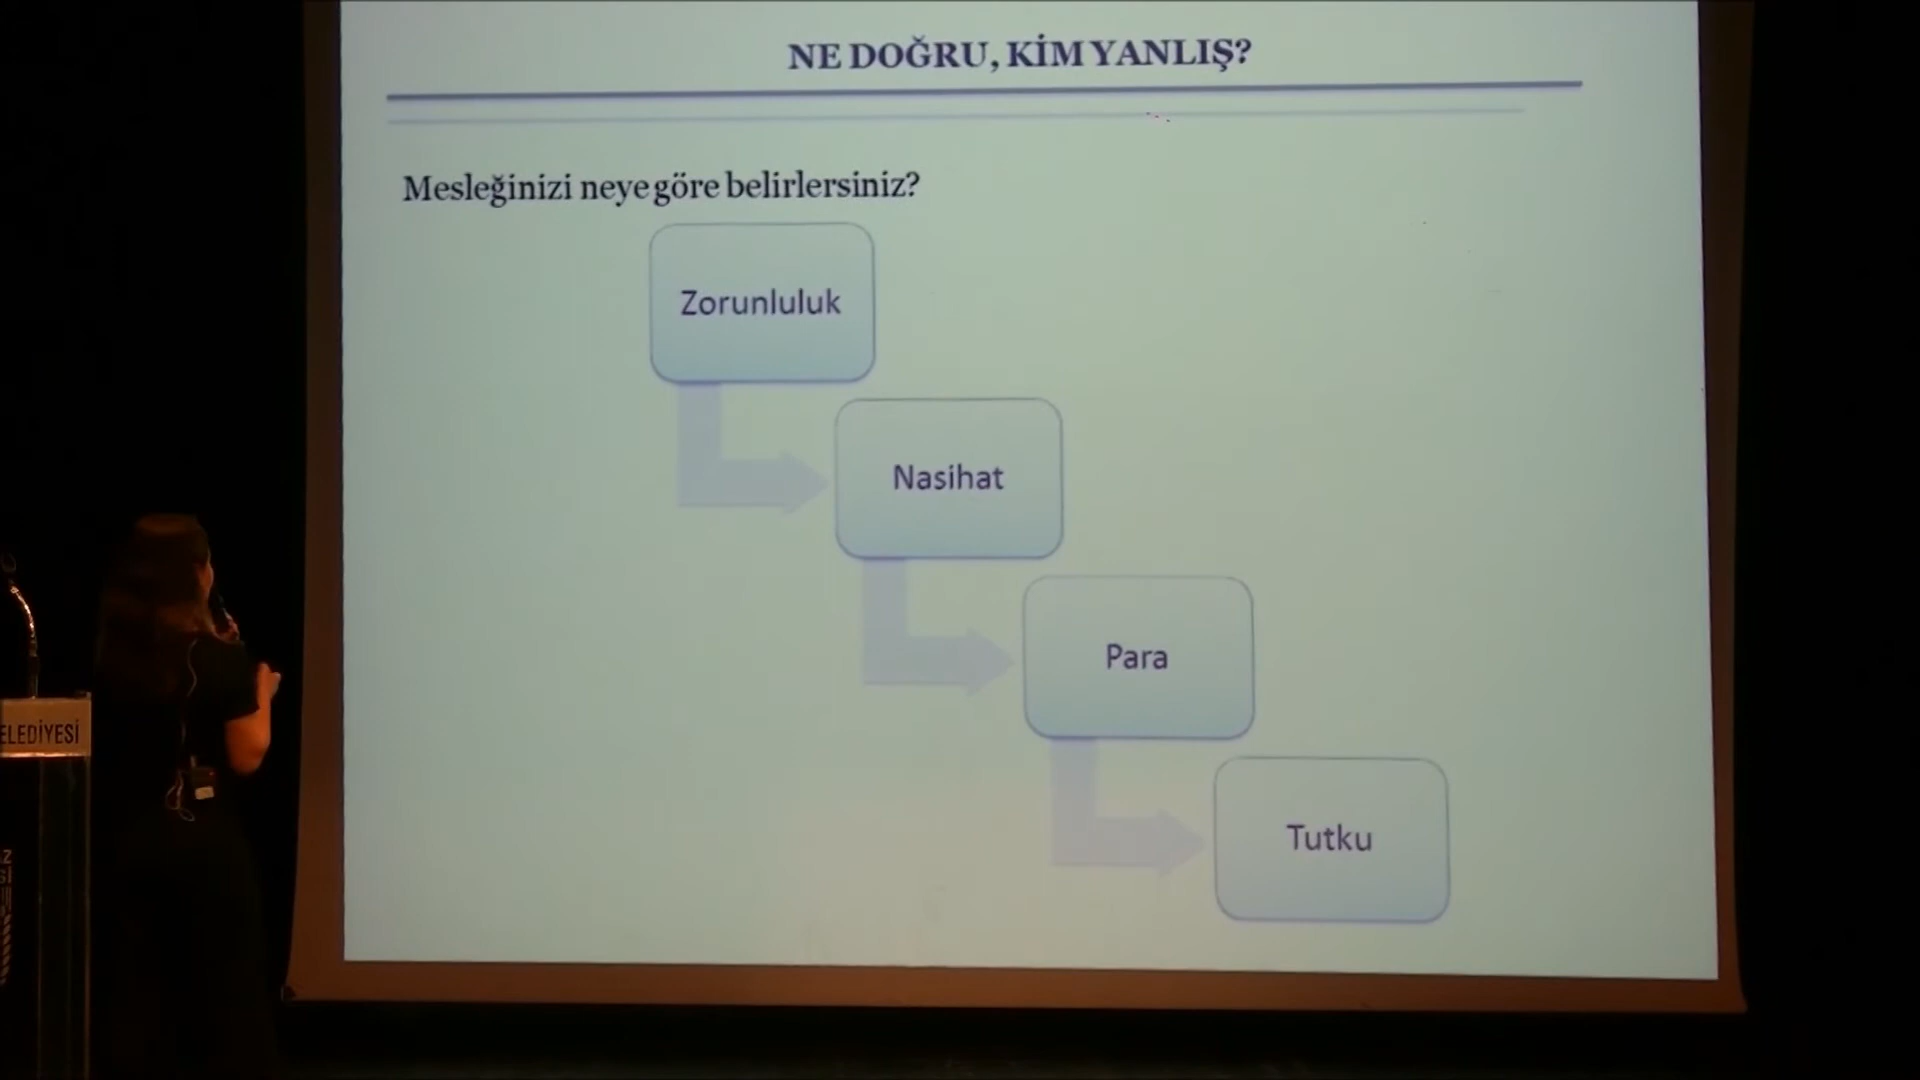 NE DOĞRU, KİM YANLIŞ?
Mesleğinizi neye göre belirlersiniz?
Zorunluluk
Nasihat
Para
Tutku
ELEDİYESİ